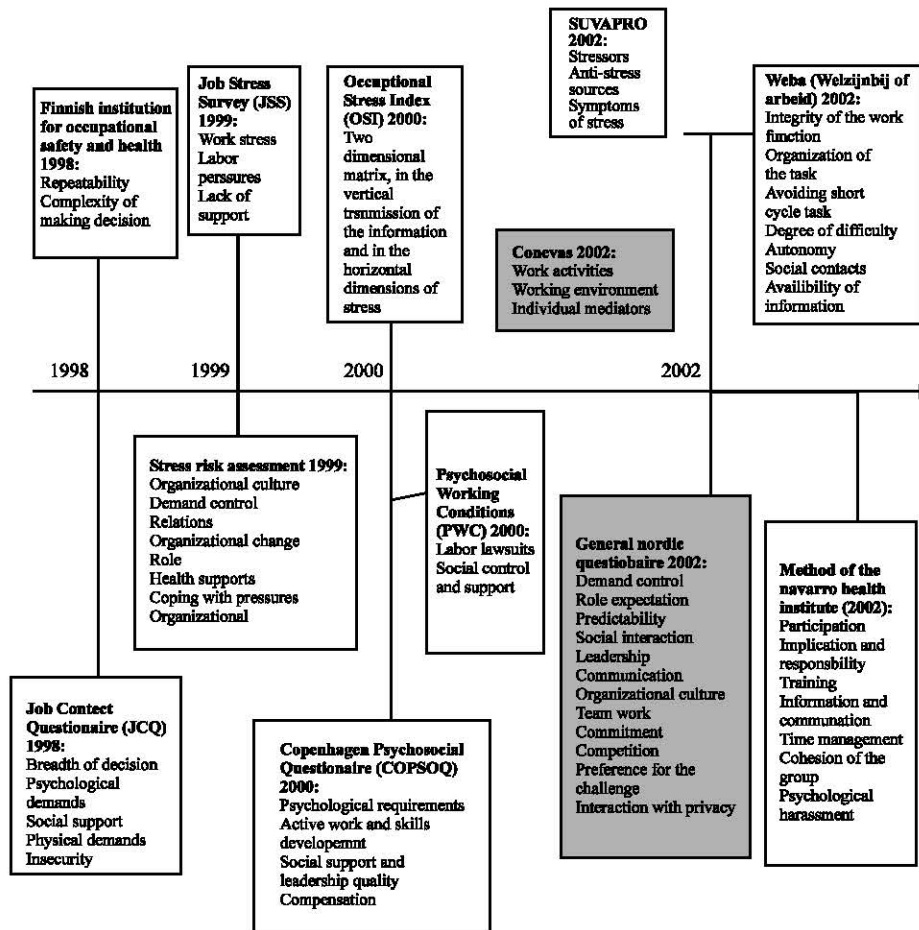 Finnish institution
for occupational
safety and health
1998:
Repeatability
Complexity of
making decision
Job Stress
Survey (JSS)
1999:
Work stress
Labor
perssures
Lack of
support
Occuptional
Stress Index
(OSI) 2000:
Two
dimensional
matrix, in the
vertical
trsnmission of
the information
and in the
horizontal
dimensions of
stress
SUVAPRO
2002:
Stressors
Anti-stress
sources
Symptoms
of stress
Conevas 2002:
Work activities
Working environment
Individual mediators
Weba (Welzijnbij of
arbeid) 2002:
Integrity of the work
function
Organization of
the task
Avoiding short
cycle task
Degree of difficulty
Autonomy
Social contacts
Availibility of
information
1998
1999
2000
2002
Job Contect
Questionaire (JCQ)
1998:
Breadth of decision
Psychological
demands
Social support
Physical demands
Insecurity
Stress risk assessment 1999:
Organizational culture
Demand control
Relations
Organizational change
Role
Health supports
Coping with pressures
Organizational
Copenhagen Psychosocial
Questionaire (COPSOQ)
2000:
Psychological requirements
Active work and skills
developemnt
Social support and
leadership quality
Compensation
Psychosocial
Working
Conditions
(PWC) 2000:
Labor lawsuits
Social control
and support
General nordic
questiobaire 2002:
Demand control
Role expectation
Predictability
Social interaction
Leadership
Communication
Organizational culture
Team work
Commitment
Competition
Preference for the
challenge
Interaction with privacy
Method of the
navarro health
institute (2002):
Participation
Implication and
responsbility
Training
Information and
communation
Time management
Cohesion of the
group
Psychological
harassment